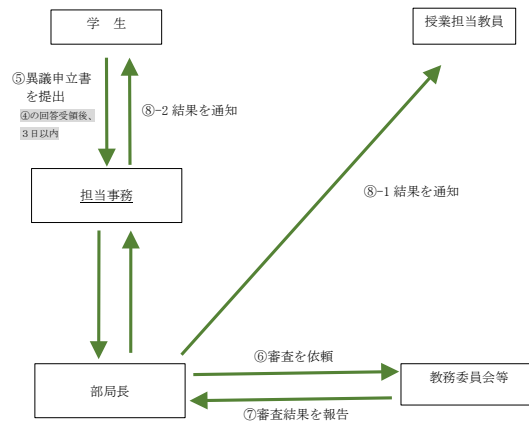 学 生
授業担当教員
⑤異議申立書
を提出
④の回答受領後、
3日以内
⑧-2 結果を通知
担当事務
⑧-1 結果を通知
⑥審査を依頼
部局長
教務委員会等
⑦審査結果を報告